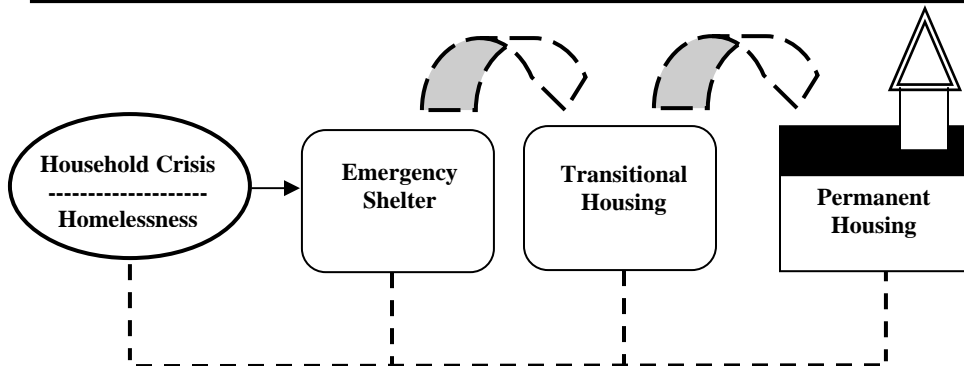 Household Crisis
---------------------
Homelessness
Emergency
Shelter
Transitional
Housing
Permanent
Housing